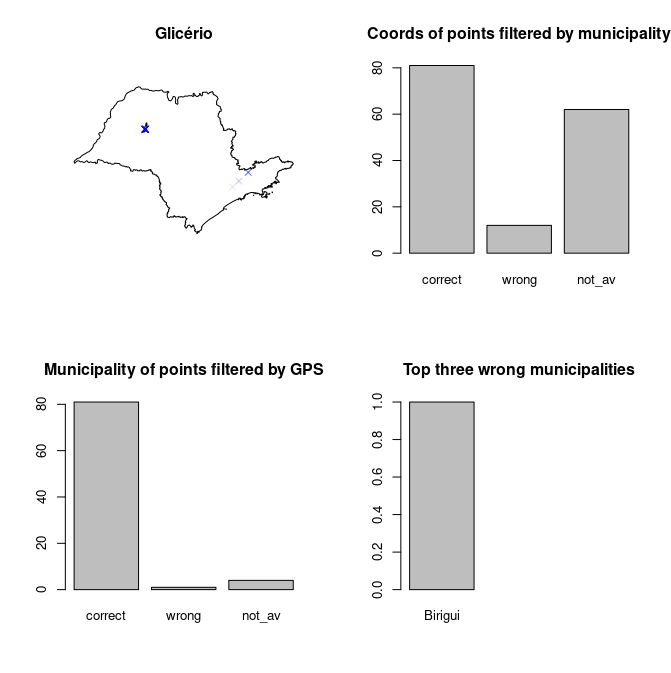 Glicério
Coords of points filtered by municipality
80
60
40
20
0
correct wrong not_av
Municipality of points filtered by GPS
80
60
40
20
0
correct wrong not_av
Top three wrong municipalities
1.0
0.8
0.6
0.4
0.2
0.0
Birigui